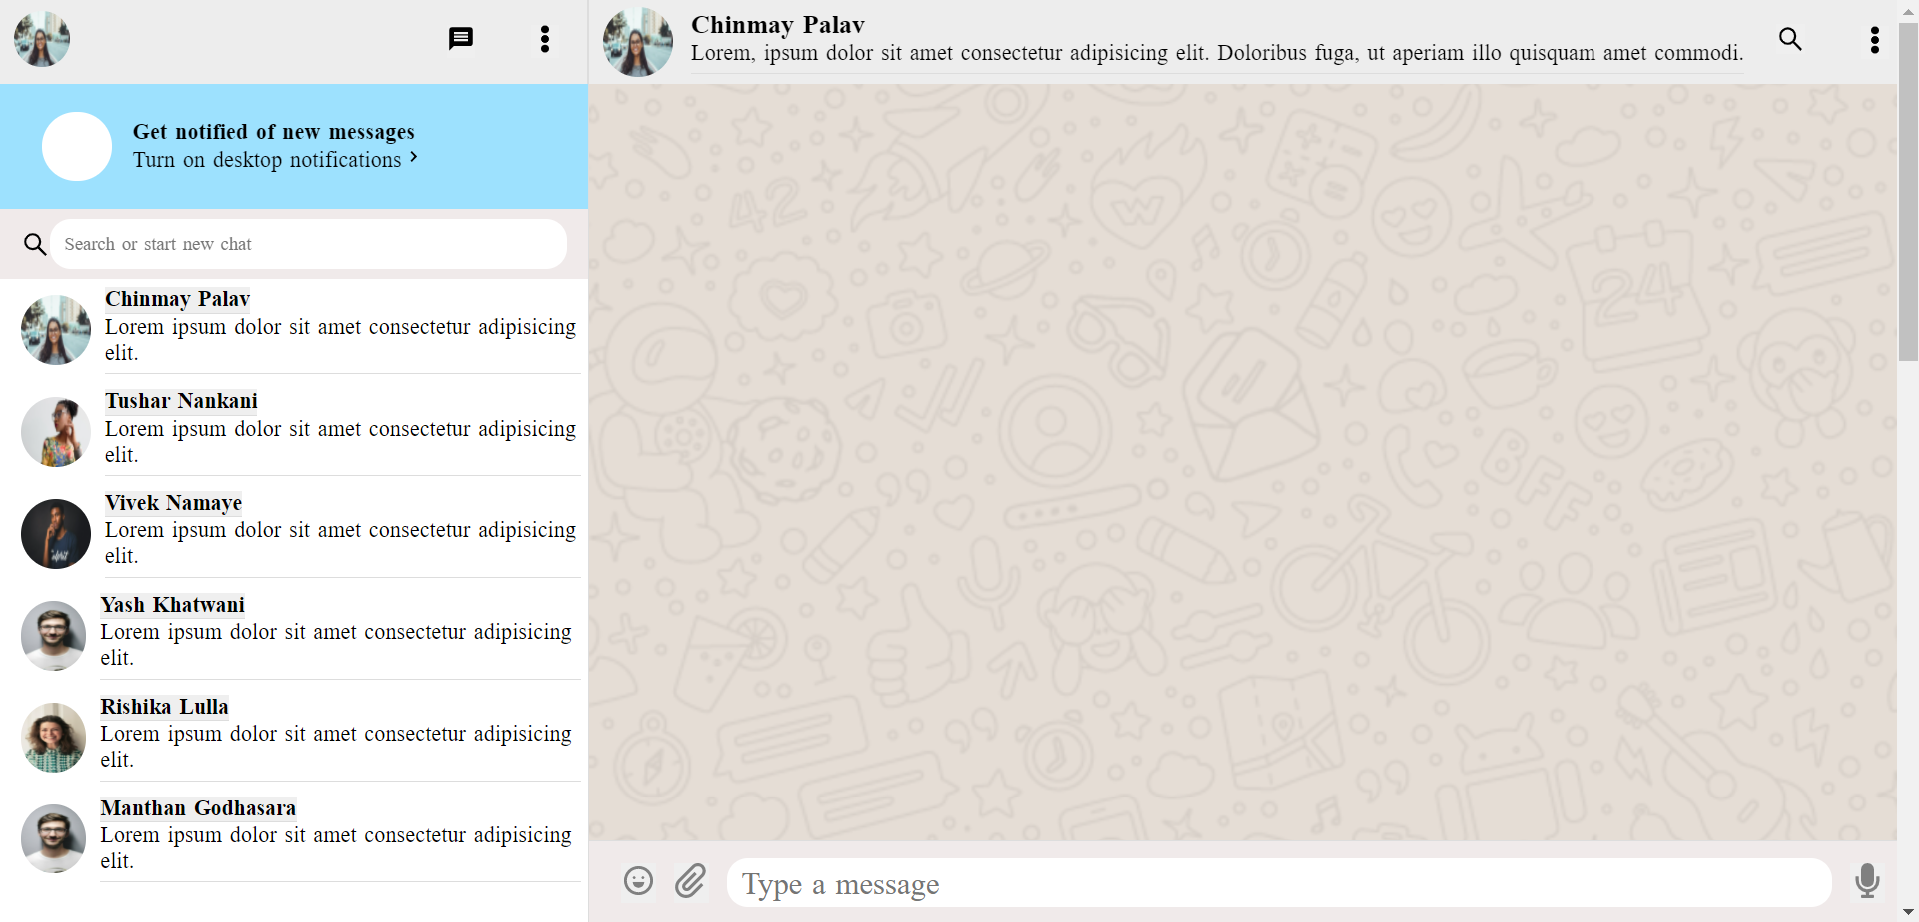 Get notified of new messages
Turn on desktop notifications
Search or start new chat
Chinmay Palav
Lorem ipsum dolor sit amet consectetur adipisicing
elit.
Tushar Nankani
Lorem ipsum dolor sit amet consectetur adipisicing
elit.
Vivek Namaye
Lorem ipsum dolor sit amet consectetur adipisicing
elit.
Yash Khatwani
Lorem ipsum dolor sit amet consectetur adipisicing
elit.
Rishika Lulla
Lorem ipsum dolor sit amet consectetur adipisicing
elit.
Manthan Godhasara
Lorem ipsum dolor sit amet consectetur adipisicing
elit.
Chinmay Palav
Lorem, ipsum dolor sit amet consectetur adipisicing elit. Doloribus fuga, ut aperiam illo quisquam amet commodi.
42
W
24
BFF
Type a message